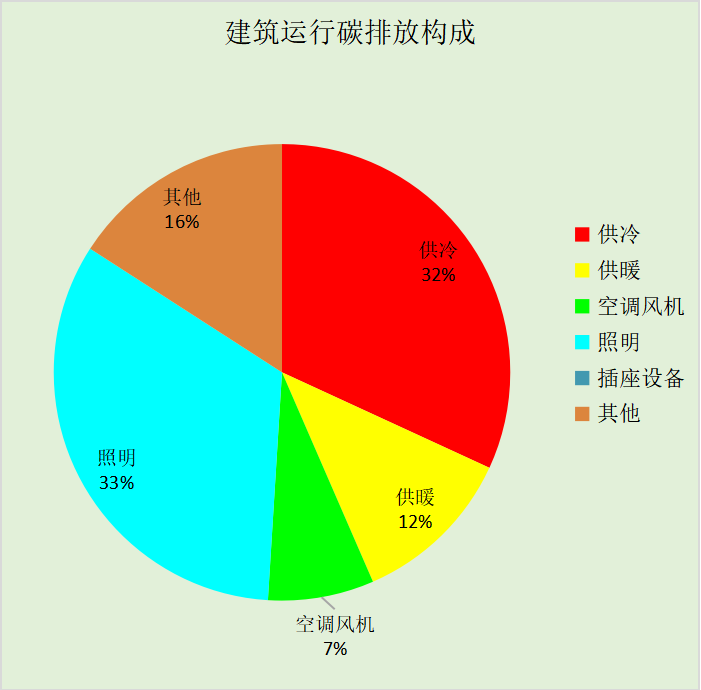 建筑运行碳排放构成
其他
16%
供冷
32%
供冷
供暖
空调风机
照明
插座设备
其他
照明
33%
供暖
12%
空调风机
7%